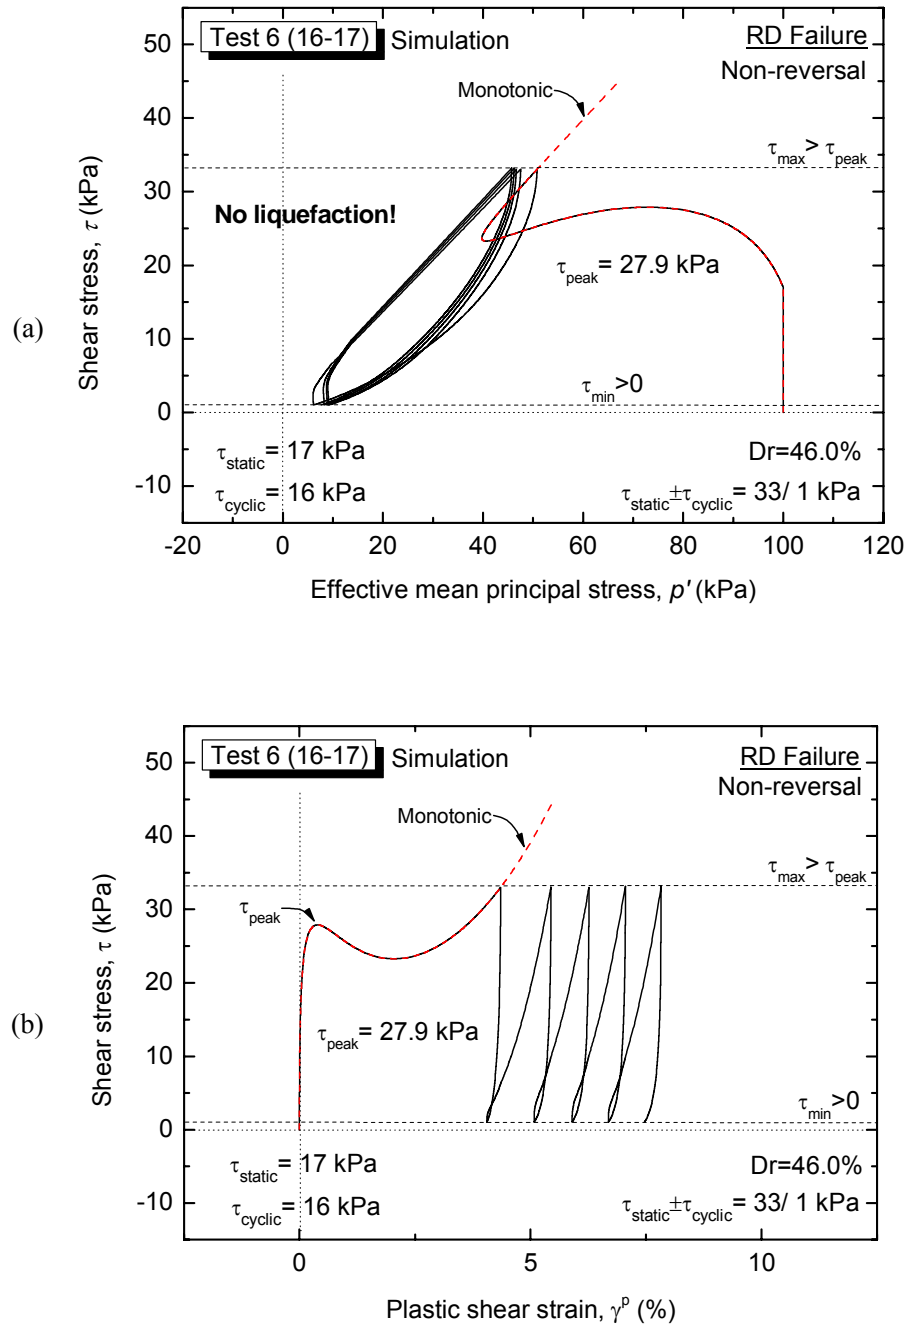 Test 6 (16-17) Simulation
RD Failure
Non-reversal
Monotonic
τmax> τpeak
No liquefaction!
τpeak= 27.9 kPa
τmin>0
τstatic= 17 kPa
τcyclic= 16 kPa
Dr=46.0%
τstatic±τcyclic= 33/ 1 kPa
50
40
30
20
10
0
-10
Shear stress, τ (kPa)
(a)
-20 0 20 40 60 80 100 120
Effective mean principal stress, p' (kPa)
Test 6 (16-17) Simulation
RD Failure
Non-reversal
Monotonic
τmax> τpeak
τpeak
τpeak= 27.9 kPa
τmin>0
τstatic= 17 kPa
τcyclic= 16 kPa
Dr=46.0%
τstatic±τcyclic= 33/ 1 kPa
50
40
30
20
10
0
-10
Shear stress, τ (kPa)
(b)
0 5 10
Plastic shear strain, γp (%)